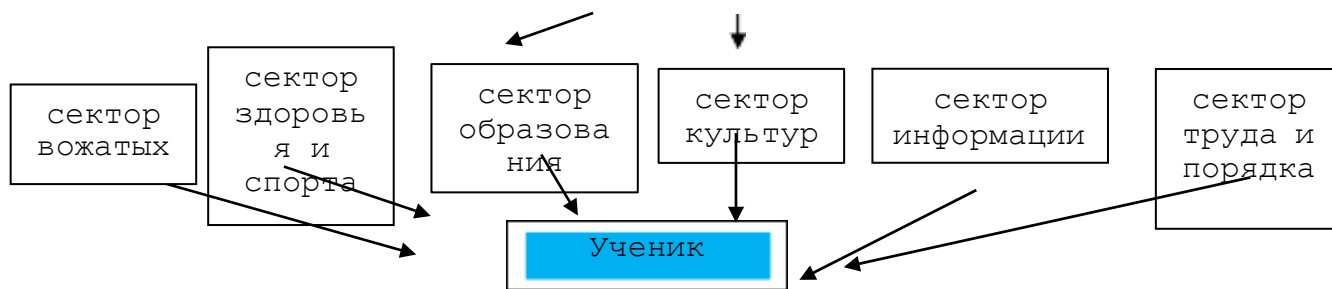 сектор
вожатых
сектор
здоровь
я и
спорта
сектор
образова
ния
сектор
культур
сектор
информации
сектор
труда и
порядка
Ученик